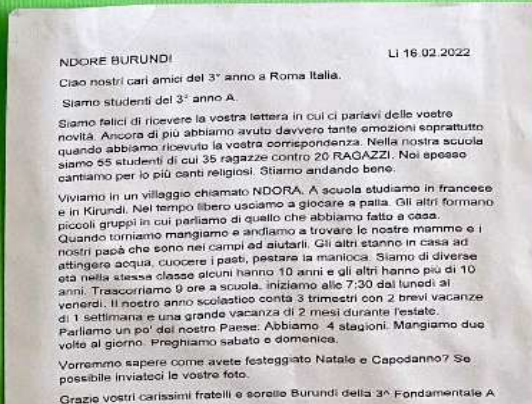 NDORE BURUNDI Li 16.02.2022
Ciao nostri cari amici del 3° anno a Roma Italia.
Siamo studenti del 3° anno A.
Siamo felici di ricevere la vostra lettera in cui ci parlavi delle vostre
novità. Ancora di più abbiamo avuto davvero tante emozioni soprattutto
quando abbiamo ricevuto la vostra corrispondenza. Nella nostra scuola
siamo 55 studenti di cui 35 ragazze contro 20 RAGAZZI. Noi spesso
cantiamo per lo più canti religiosi. Stiamo andando bene.
Viviamo in un villaggio chiamato NDORA. A scuola studiamo in francese
e in Kirundi. Nel tempo libero usciamo a giocare a palla. Gli altri formano
piccoli gruppi in cui parliamo di quello che abbiamo fatto a casa.
Quando torniamo mangiamo e andiamo a trovare le nostre mamme e i
nostri papà che sono nei campi ad aiutarli. Gli altri stanno in casa ad
attingere acqua, cuocere i pasti, pestare la manioca. Siamo di diverse
età nella stessa classe alcuni hanno 10 anni e gli altri hanno più di 10
anni. Trascorriamo 9 ore a scuola. iniziamo alle 7:30 dal lunedì al
venerdì. Il nostro anno scolastico conta 3 trimestri con 2 brevi vacanze
di 1 settimana e una grande vacanza di 2 mesi durante l'estate.
Parliamo un po' del nostro Paese: Abbiamo 4 stagioni. Mangiamo due
volte al giorno. Preghiamo sabato e domenica.
Vorremmo sapere come avete festeggiato Natale e Capodanno? Se
possibile inviateci le vostre foto.
Grazie vostri carissimi fratelli e sorelle Burundi della 3^ Fondamentale A